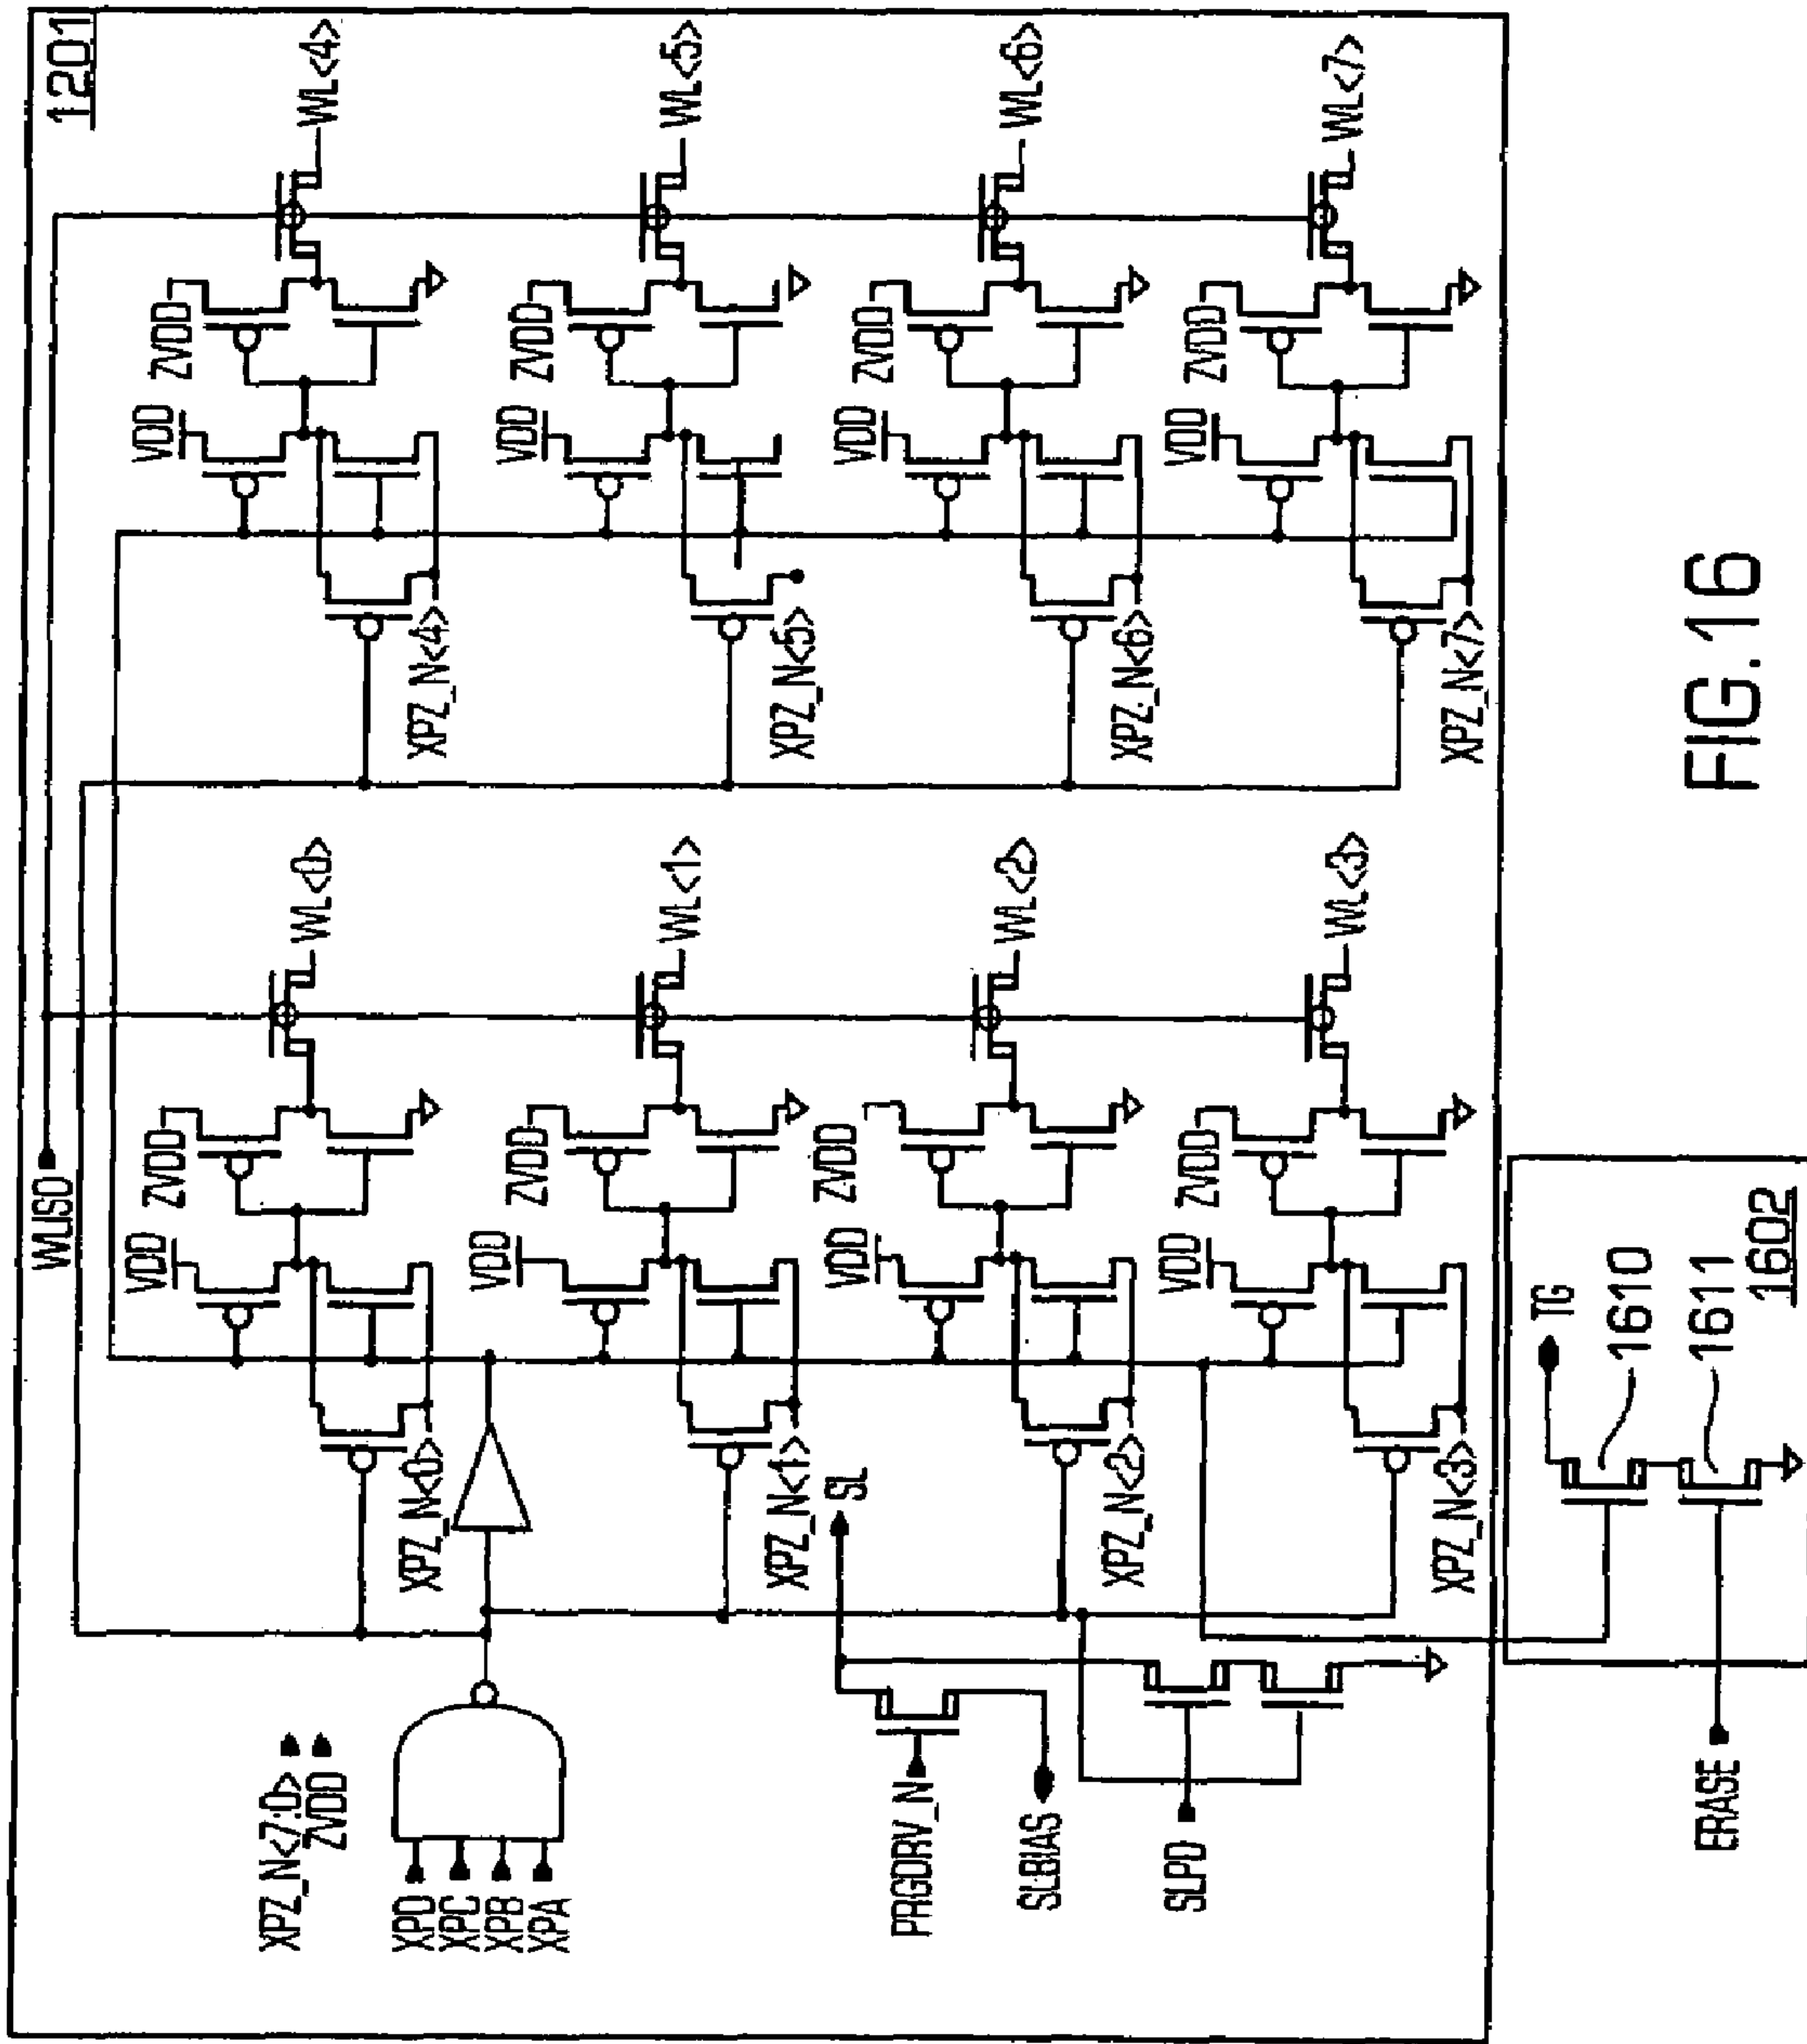 1201
WLISO
VDD
ZVDD
WL<0>
XPZ_N<0>
VDD
ZVDD
WL<4>
XPZ_N<4>
XPZ_N<7:0>
ZVDD
XPD
XPC
XPB
XPA
VDD
ZVDD
WL<1>
XPZ_N<1>
VDD
ZVDD
WL<5>
XPZ_N<5>
SL
PRGDRV_N
SLBIAS
SLPD
VDD
ZVDD
WL<2>
XPZ_N<2>
VDD
ZVDD
WL<6>
XPZ_N<6>
VDD
ZVDD
WL<3>
XPZ_N<3>
VDD
ZVDD
WL<7>
XPZ_N<7>
TG
1610
1611
1602
ERASE
FIG.16